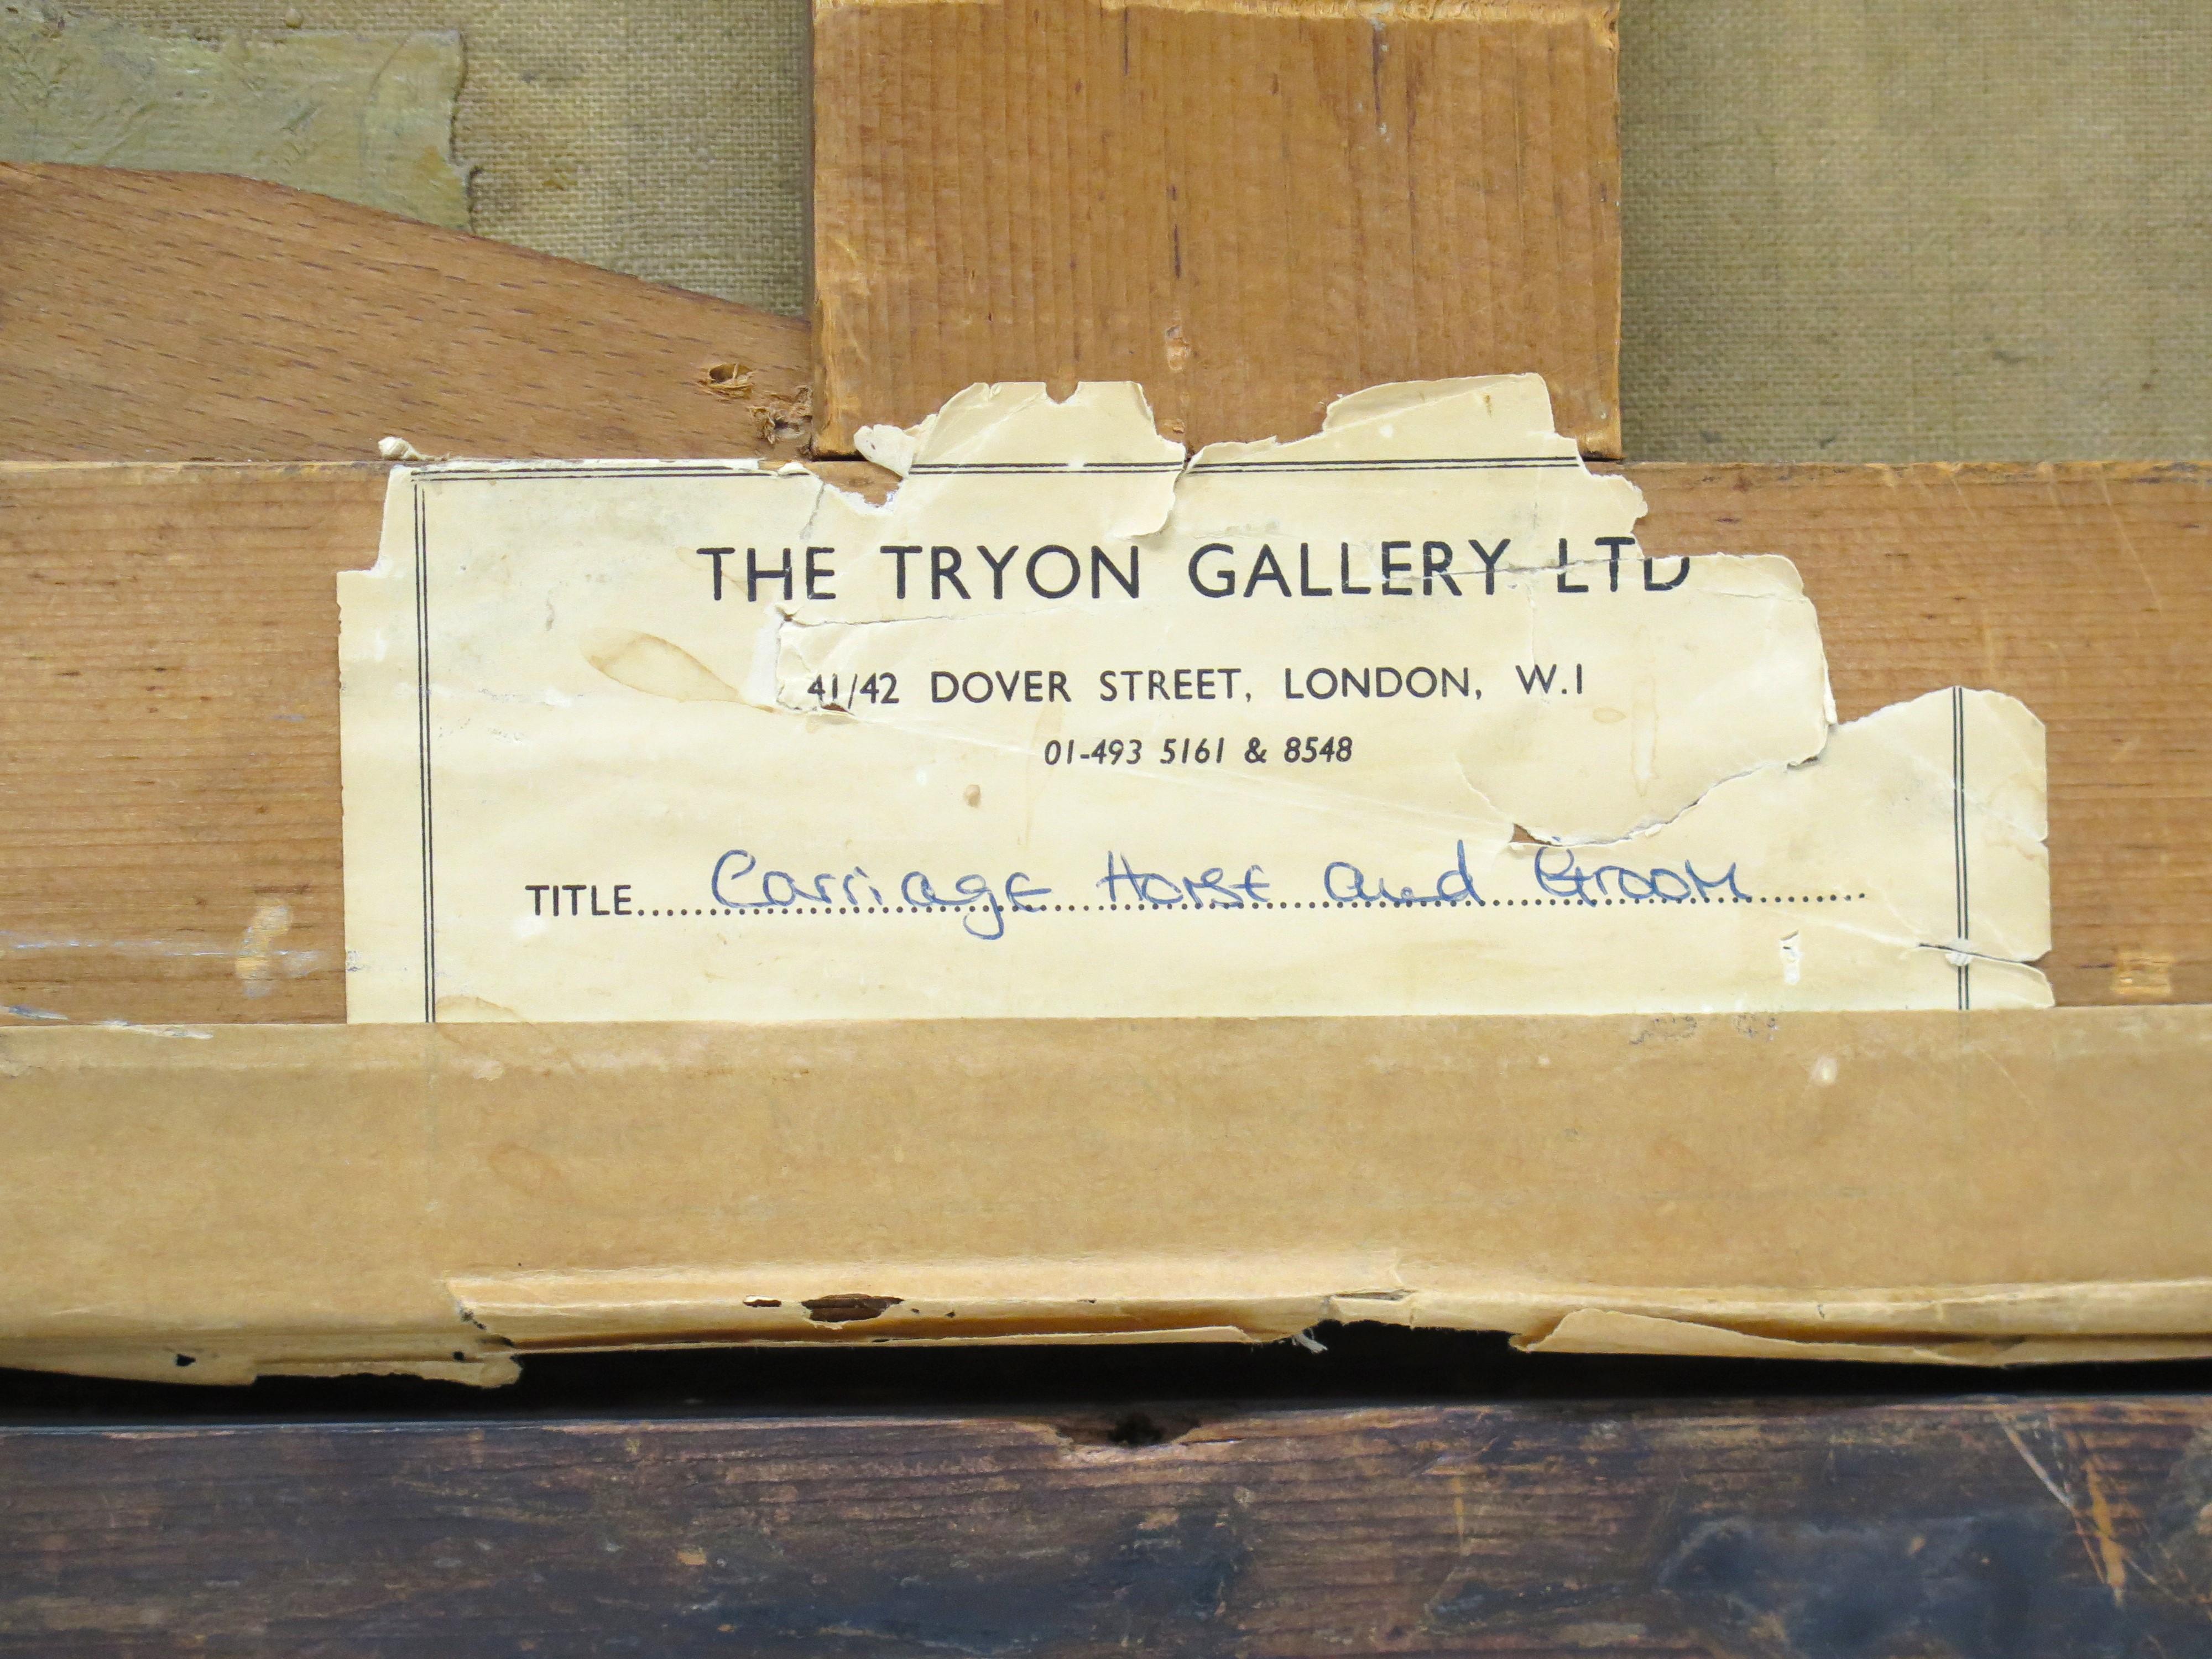 THE TRYON GALLERY LTD
41/42 DOVER STREET, LONDON, W.1
01-493 5161 & 8548
TITLE..... Carriage Horse and Groom .....